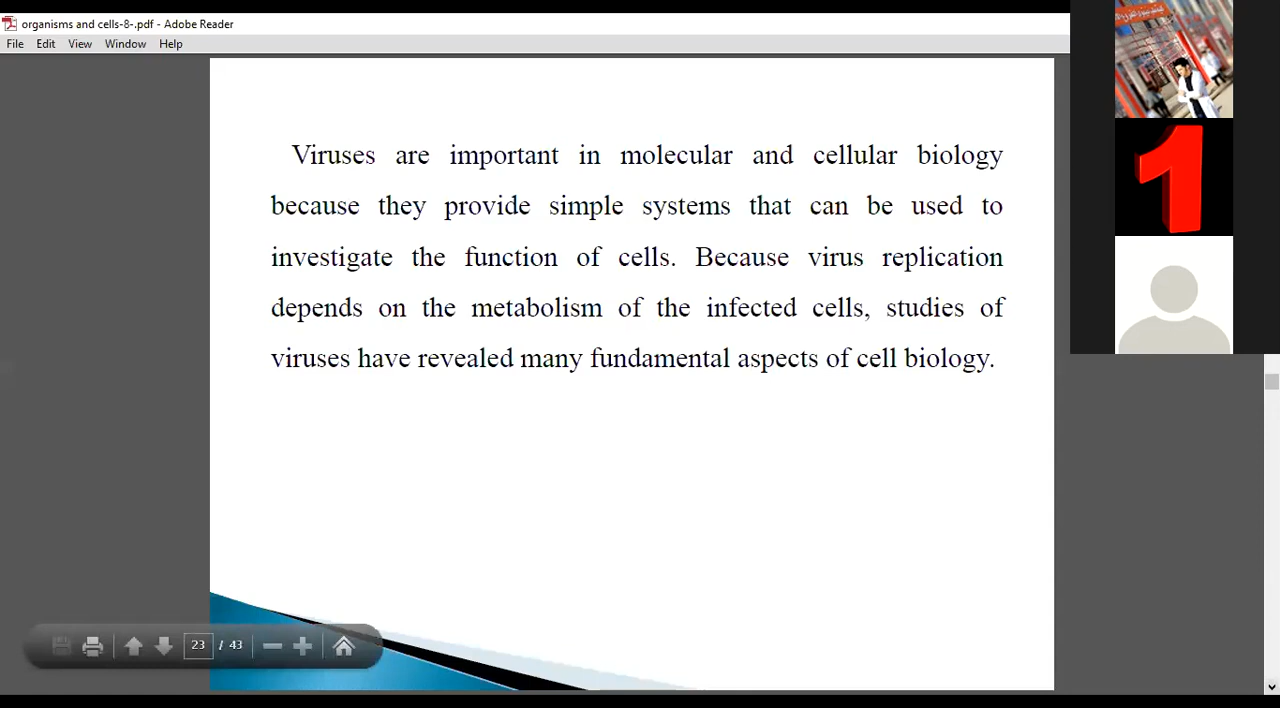 organisms and cells-8-.pdf - Adobe Reader
File Edit View Window Help
Viruses are important in molecular and cellular biology
because they provide simple systems that can be used to
investigate the function of cells. Because virus replication
depends on the metabolism of the infected cells, studies of
viruses have revealed many fundamental aspects of cell biology.
23 / 43
1